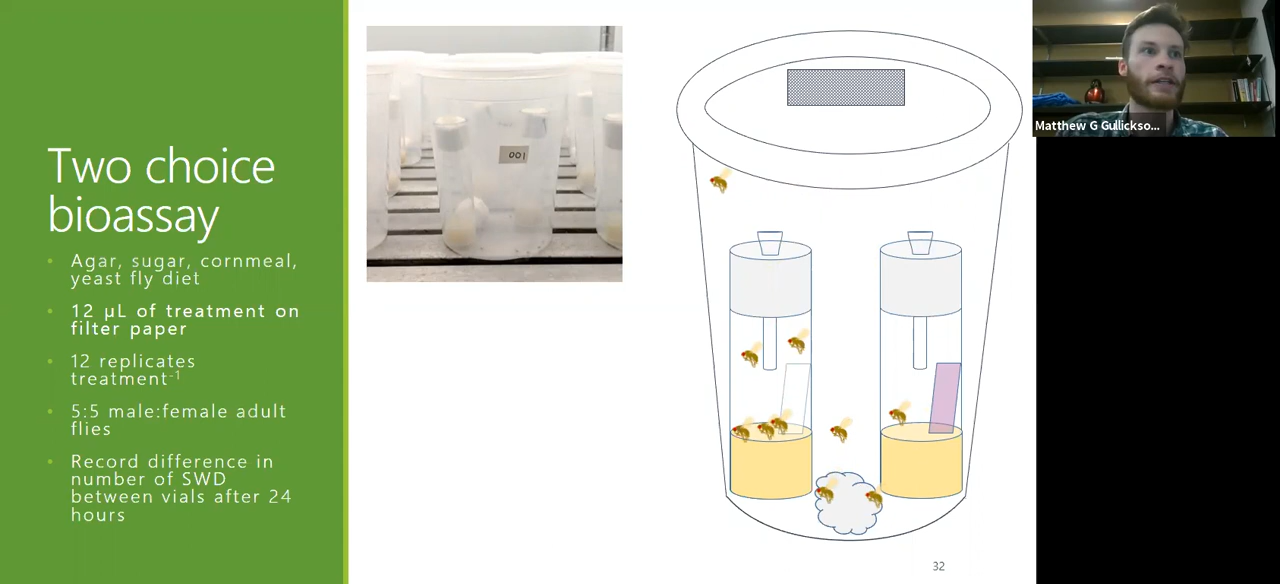 Two choice
bioassay
Agar, sugar, cornmeal,
yeast fly diet
12 µL of treatment on
filter paper
12 replicates
treatment-1
5:5 male:female adult
flies
Record difference in
number of SWD
between vials after 24
hours
001
Matthew G Gullickso...
32